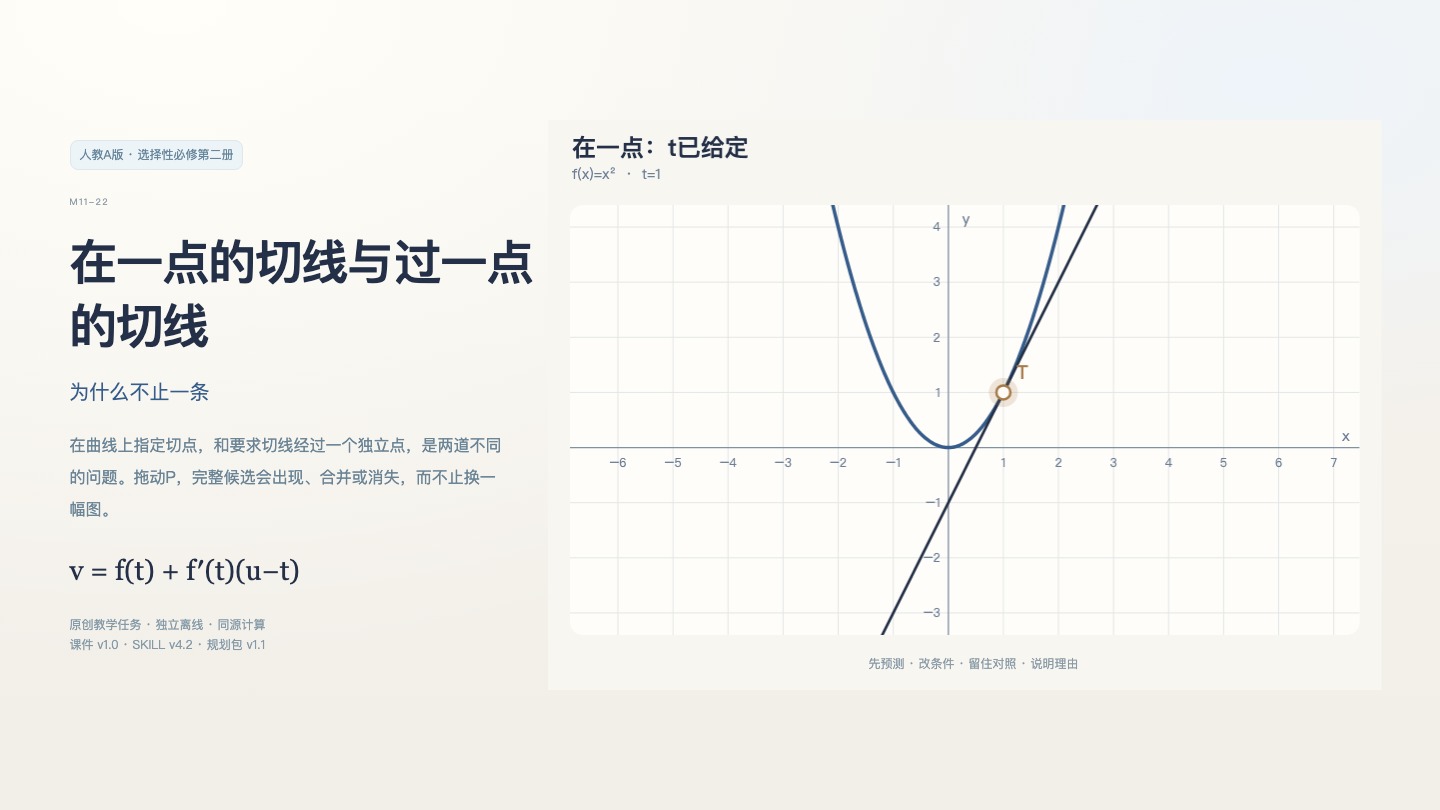 人教A版 · 选择性必修第二册
M11–22
在一点的切线与过一点
的切线
为什么不止一条
在曲线上指定切点，和要求切线经过一个独立点，是两道不同
的问题。拖动P，完整候选会出现、合并或消失，而不止换一
幅图。
v = f(t) + f′(t)(u−t)
原创教学任务 · 独立离线 · 同源计算
课件 v1.0 · SKILL v4.2 · 规划包 v1.1
在一点：t已给定
f(x)=x² · t=1
y
4
3
2
1
T
x
−6 −5 −4 −3 −2 −1 1 2 3 4 5 6 7
−1
−2
−3
先预测 · 改条件 · 留住对照 · 说明理由